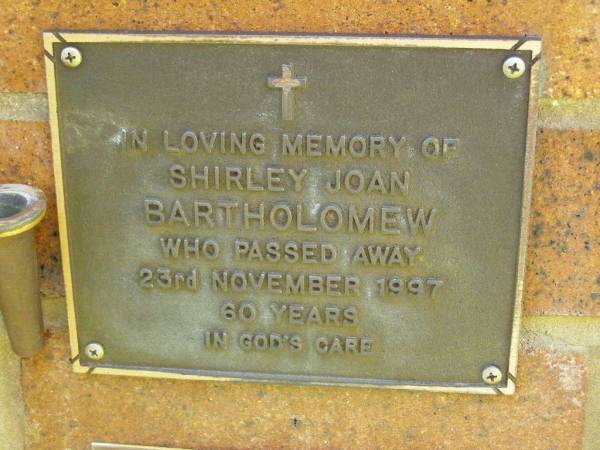 IN LOVING MEMORY OF
SHIRLEY JOAN
BARTHOLOMEW
WHO PASSED AWAY
23rd NOVEMBER 1997
60 YEARS
IN GOD'S CARE